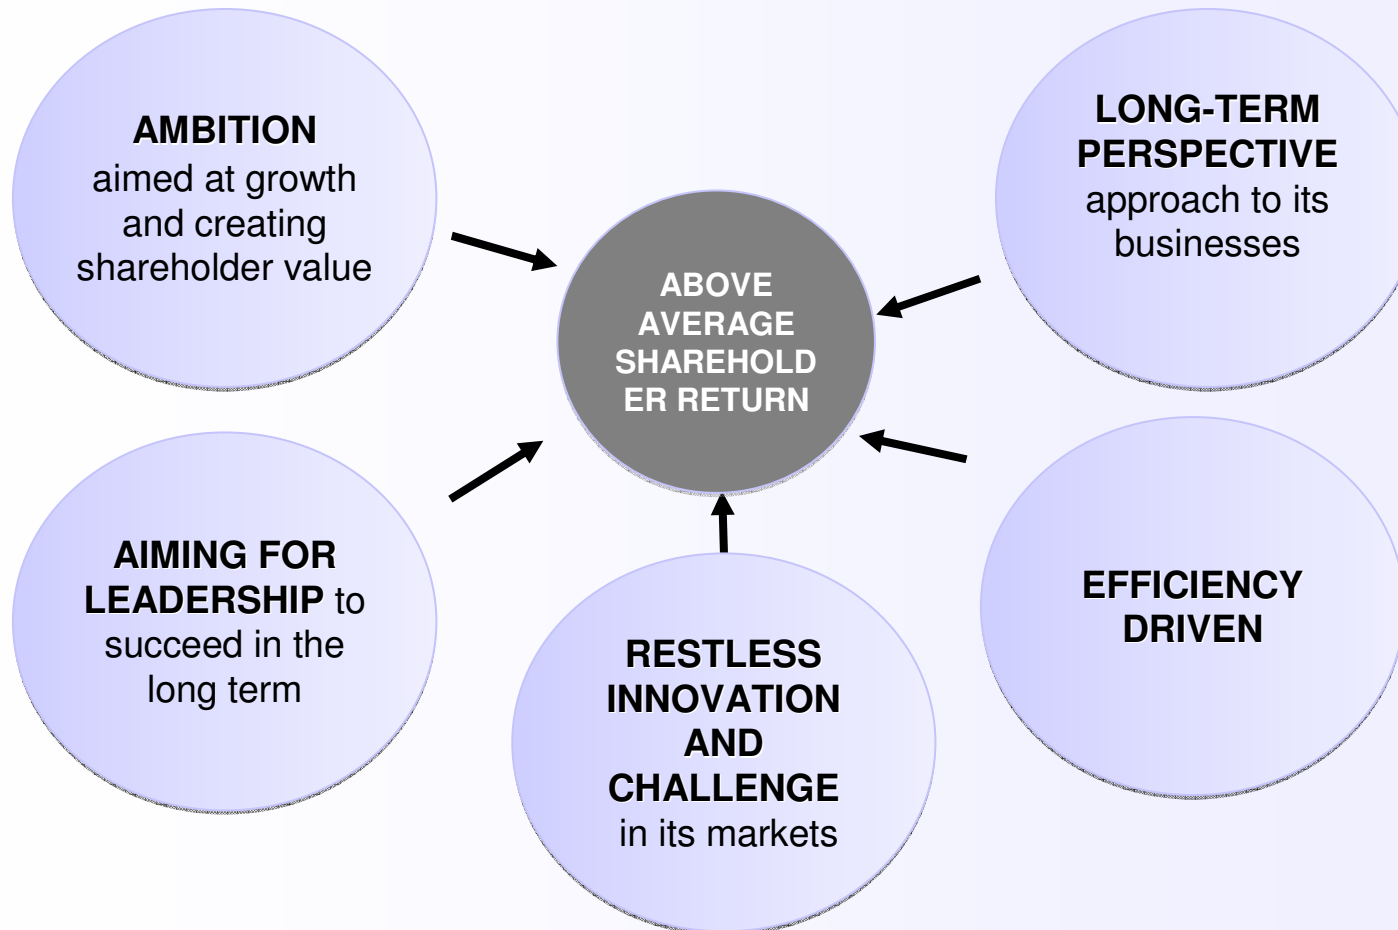 AMBITION
aimed at growth
and creating
shareholder value
LONG-TERM
PERSPECTIVE
approach to its
businesses
ABOVE
AVERAGE
SHAREHOLD
ER RETURN
AIMING FOR
LEADERSHIP to
succeed in the
long term
RESTLESS
INNOVATION
AND
CHALLENGE
in its markets
EFFICIENCY
DRIVEN